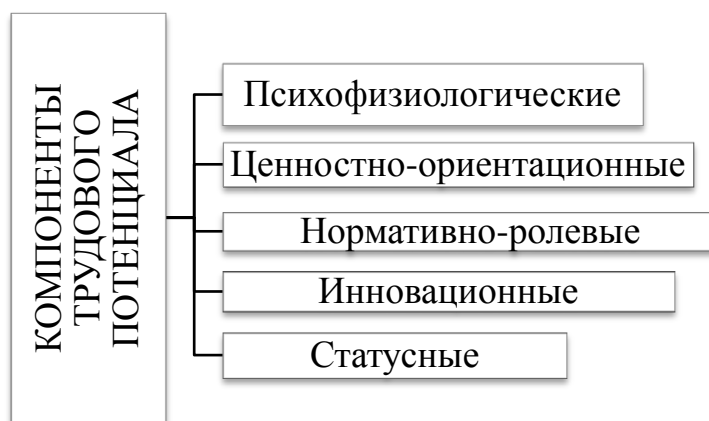 КОМПОНЕНТЫ
ТРУДОВОГО
ПОТЕНЦИАЛА
Психофизиологические
Ценностно-ориентационные
Нормативно-ролевые
Инновационные
Статусные